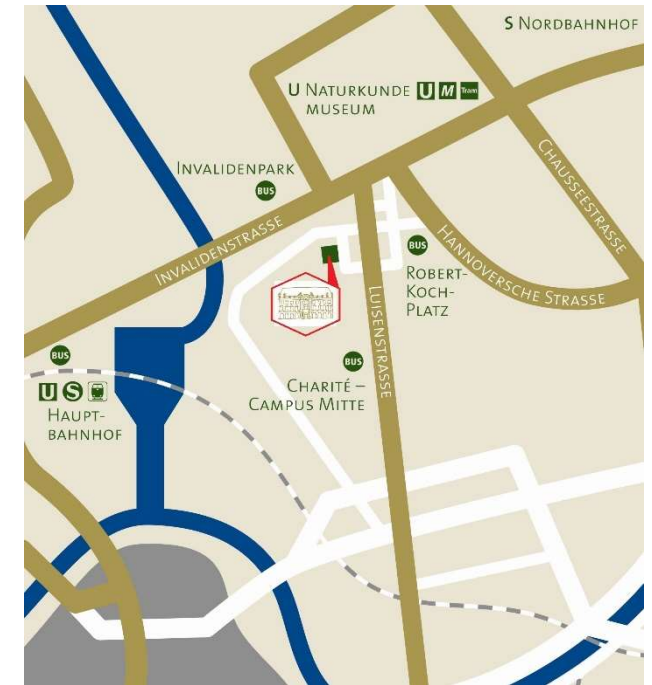 S NORDBAHNHOF
U NATURKUNDE U M Tram
MUSEUM
INVALIDENPARK
BUS
CHAUSSEESTRASSE
INVALIDENSTRASSE
HANNOVERSCHE STRASSE
BUS
ROBERT-
KOCH-
PLATZ
LUISENSTRASSE
BUS
CHARITÉ –
CAMPUS MITTE
BUS
U S
HAUPT-
BAHNHOF